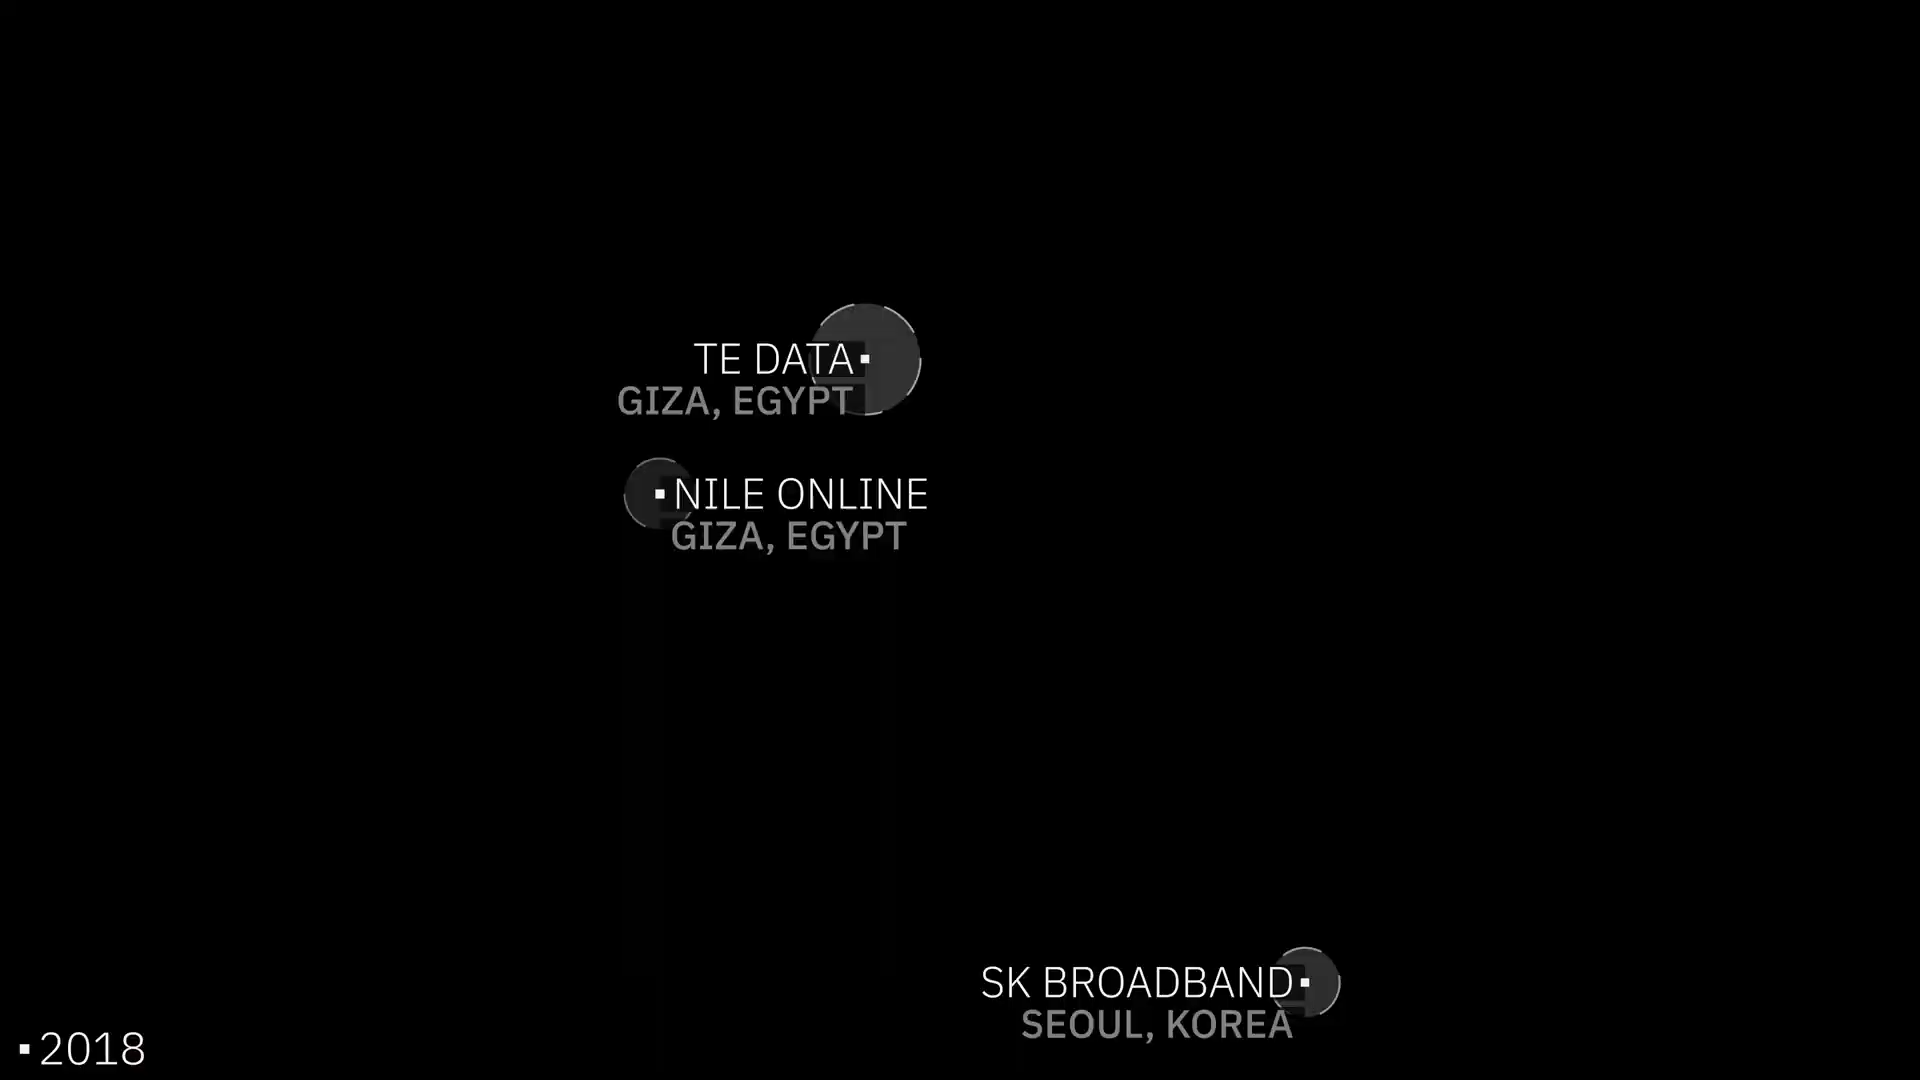 TE DATA
GIZA, EGYPT
NILE ONLINE
GIZA, EGYPT
SK BROADBAND
SEOUL, KOREA
2018